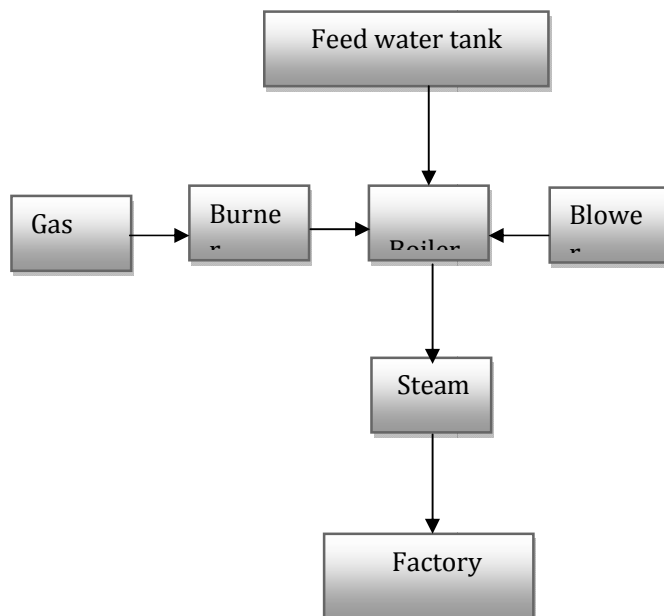 Feed water tank
Gas
Burne
r
Boiler
Blowe
r
Steam
Factory